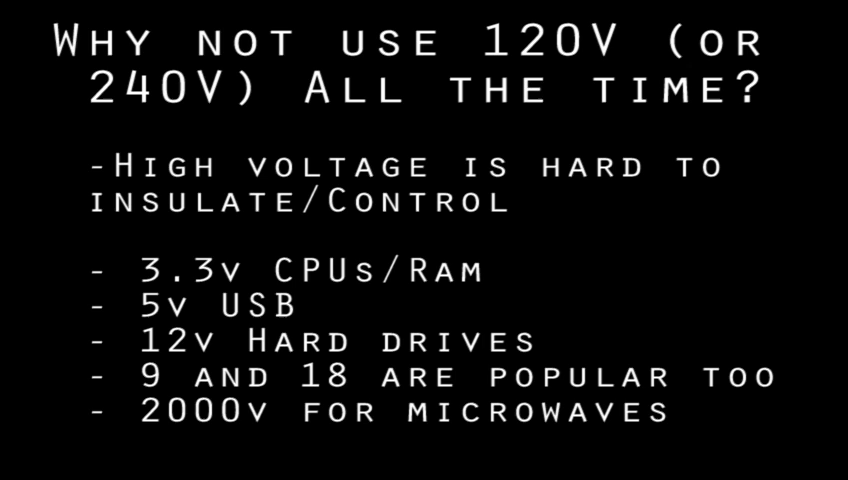 Why not use 120V (or
240V) All the time?
-High voltage is hard to
insulate/Control
- 3.3v CPUs/Ram
- 5v USB
- 12v Hard drives
- 9 and 18 are popular too
- 2000v for microwaves